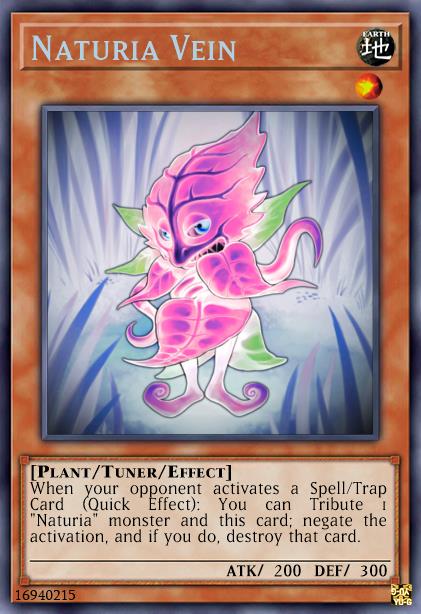 Naturia Vein
EARTH
地
[Plant/Tuner/Effect]
When your opponent activates a Spell/Trap
Card (Quick Effect): You can Tribute 1
"Naturia" monster and this card; negate the
activation, and if you do, destroy that card.
ATK/ 200 DEF/ 300
16940215